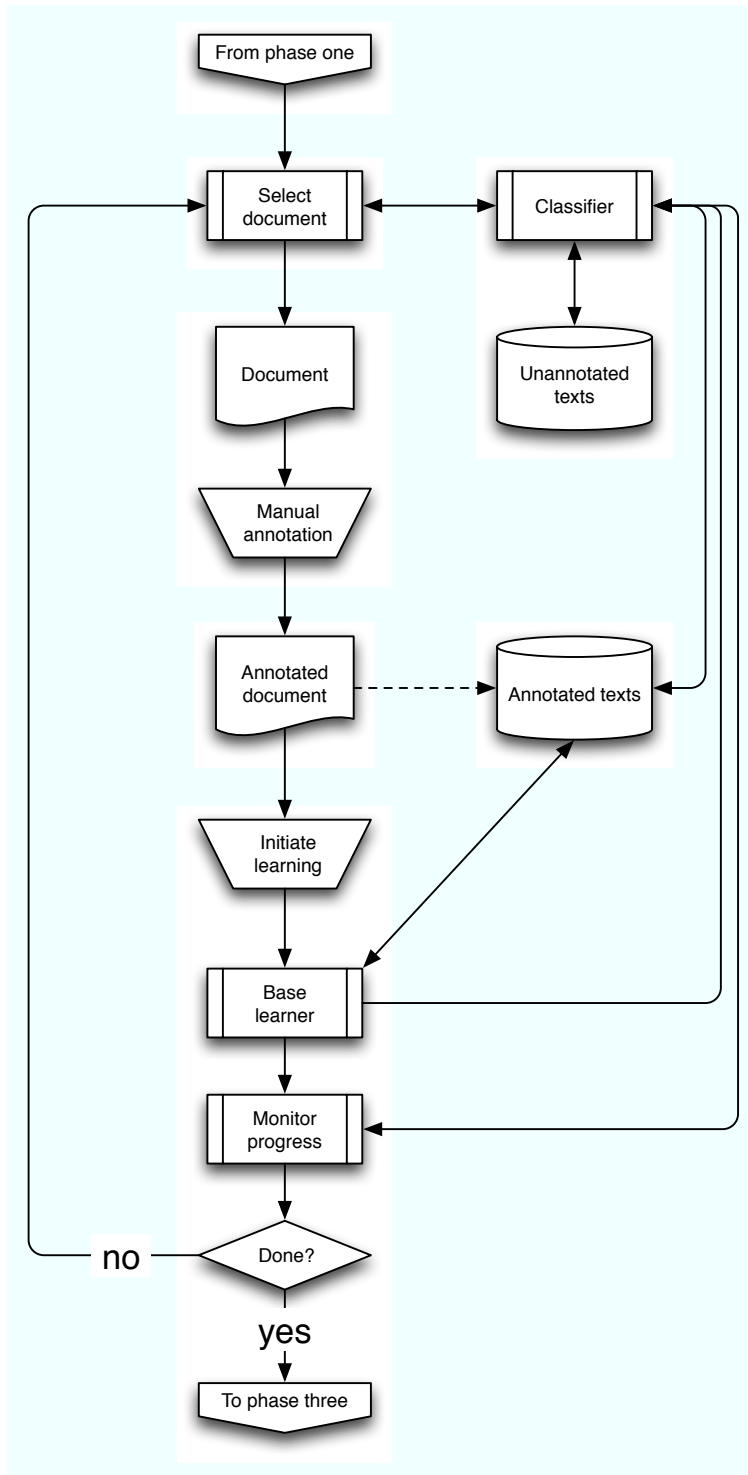 From phase one
Select
document
Classifier
Document
Unannotated
texts
Manual
annotation
Annotated
document
Annotated texts
Initiate
learning
Base
learner
Monitor
progress
Done?
no
yes
To phase three